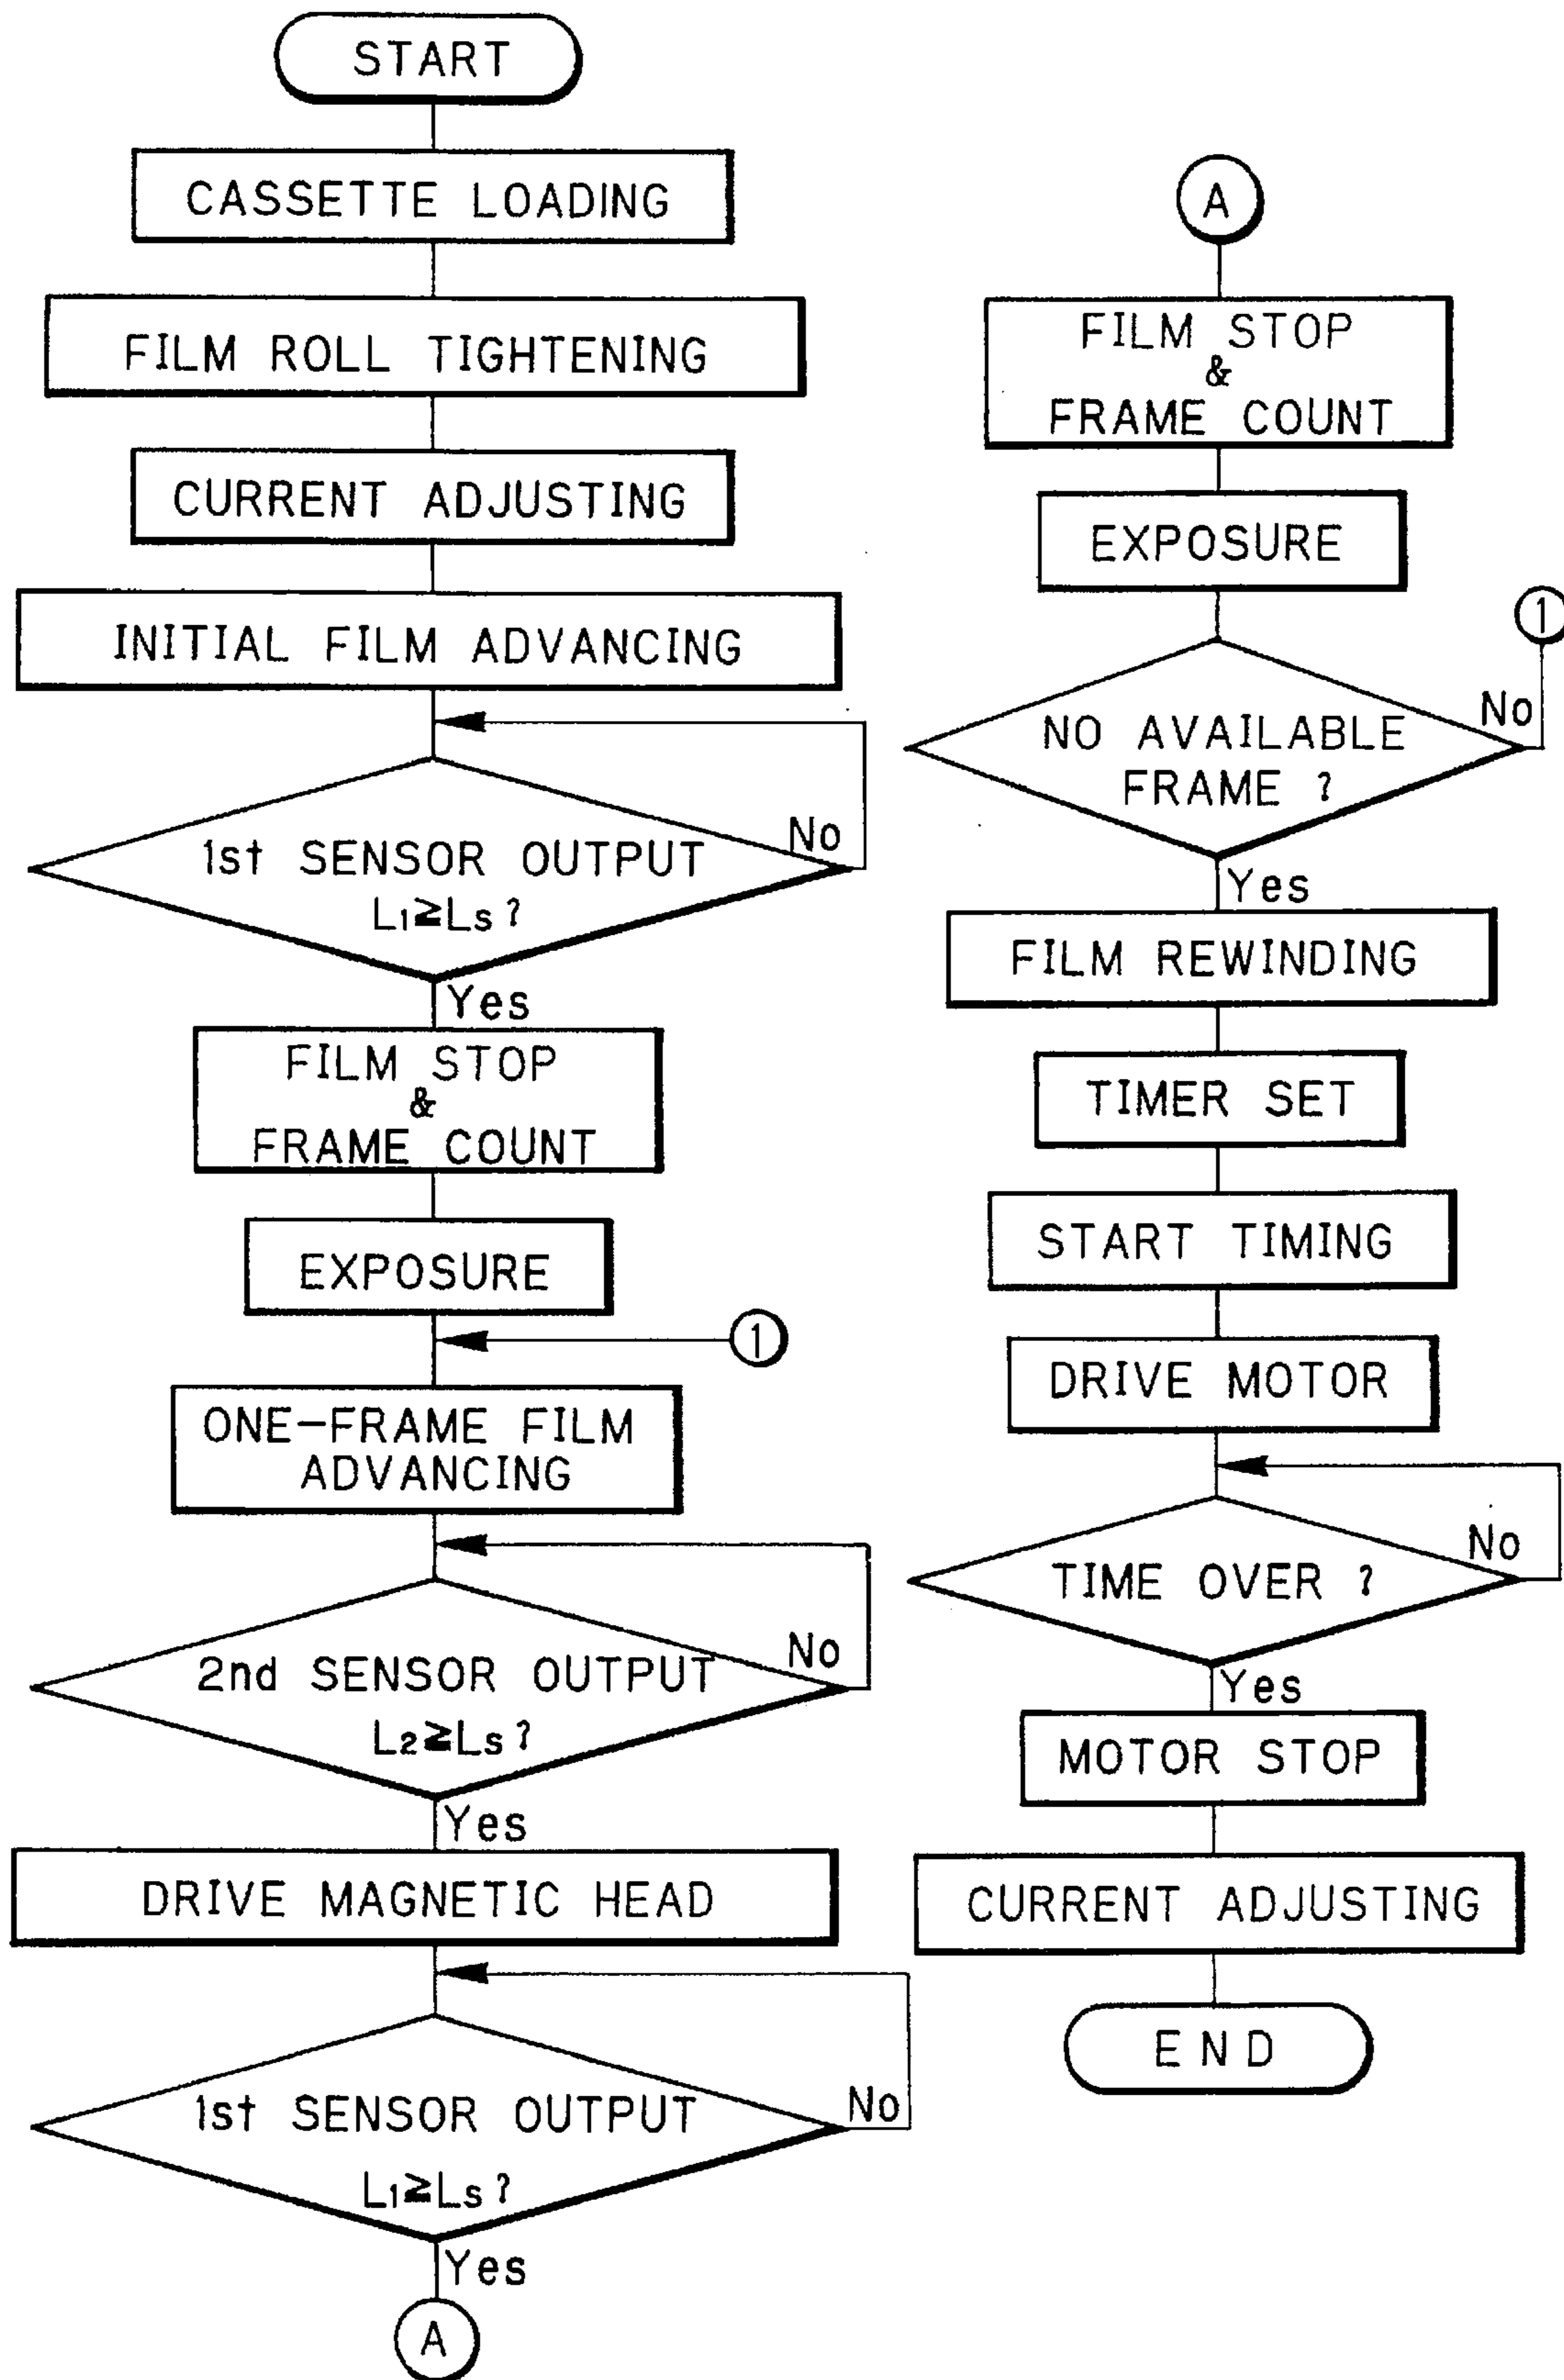 START
CASSETTE LOADING
FILM ROLL TIGHTENING
CURRENT ADJUSTING
INITIAL FILM ADVANCING
No
1st SENSOR OUTPUT
L1≧Ls?
Yes
FILM STOP
&
FRAME COUNT
EXPOSURE
1
ONE-FRAME FILM
ADVANCING
No
2nd SENSOR OUTPUT
L2≧Ls?
Yes
DRIVE MAGNETIC HEAD
No
1st SENSOR OUTPUT
L1≧Ls?
Yes
A
A
FILM STOP
&
FRAME COUNT
EXPOSURE
1
No
NO AVAILABLE
FRAME ?
Yes
FILM REWINDING
TIMER SET
START TIMING
DRIVE MOTOR
No
TIME OVER ?
Yes
MOTOR STOP
CURRENT ADJUSTING
END